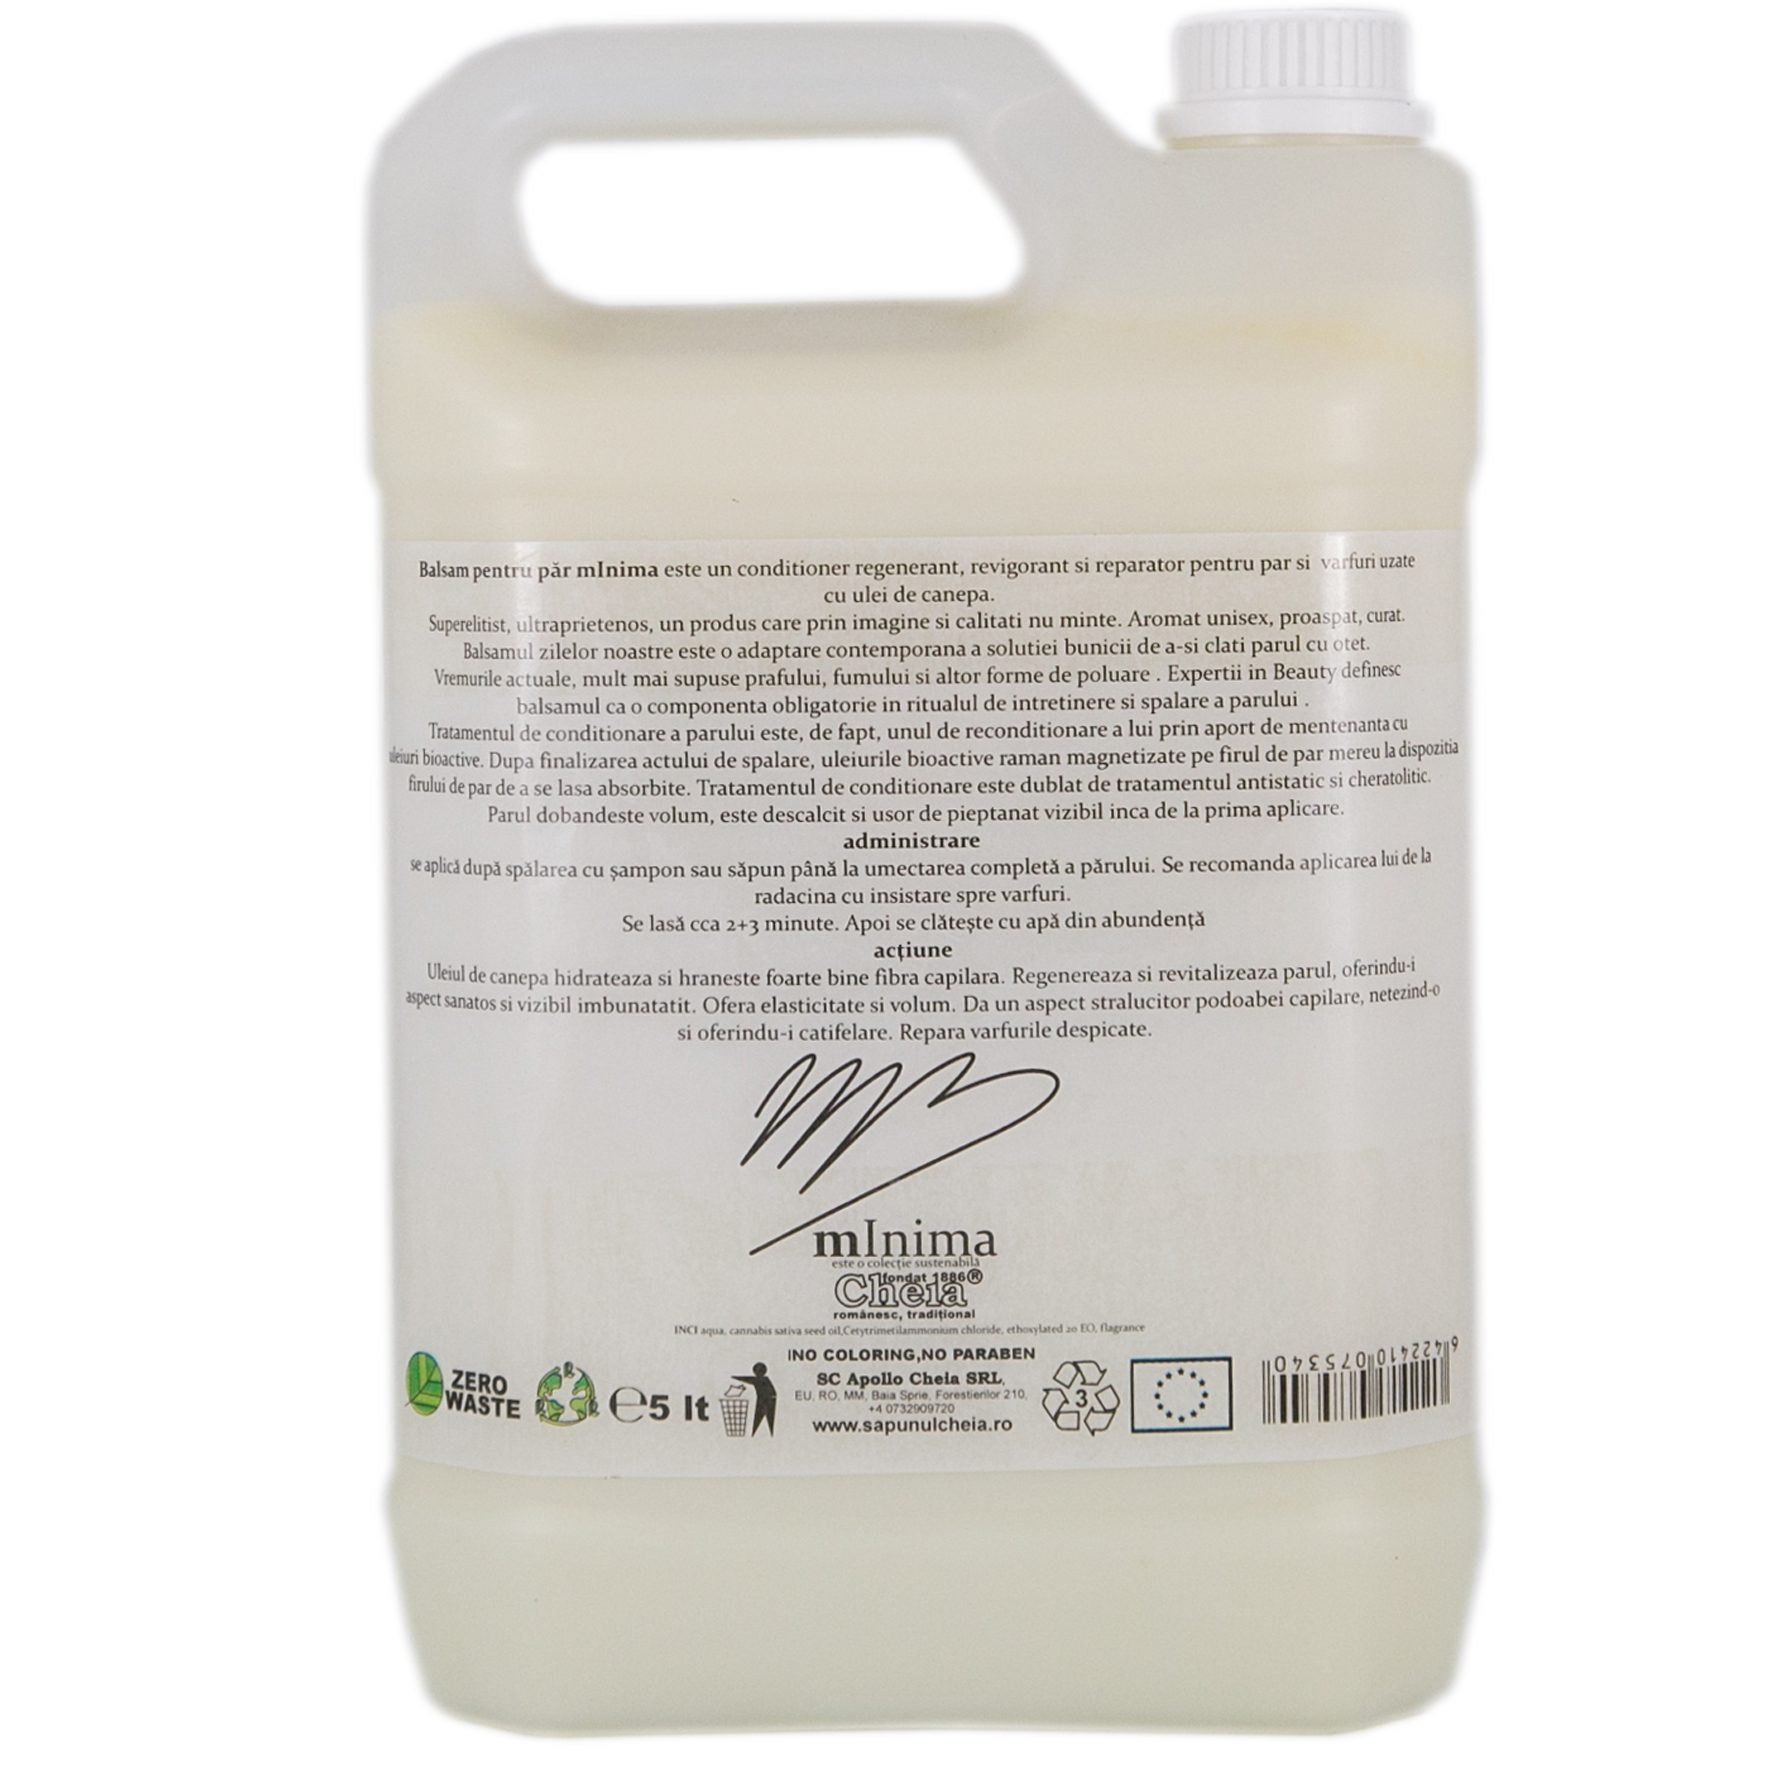 Balsam pentru păr mInima este un conditioner regenerant, revigorant si reparator pentru par si varfuri uzate
cu ulei de canepa.
Superelitist, ultraprietenos, un produs care prin imagine si calitati nu minte. Aromat unisex, proaspat, curat.
Balsamul zilelor noastre este o adaptare contemporana a solutiei bunicii de a-si clati parul cu otet.
Vremurile actuale, mult mai supuse prafului, fumului si altor forme de poluare . Expertii in Beauty definesc
balsamul ca o componenta obligatorie in ritualul de intretinere si spalare a parului .
Tratamentul de conditionare a parului este, de fapt, unul de reconditionare a lui prin aport de mentenanta cu
uleiuri bioactive. Dupa finalizarea actului de spalare, uleiurile bioactive raman magnetizate pe firul de par mereu la dispozitia
firului de par de a se lasa absorbite. Tratamentul de conditionare este dublat de tratamentul antistatic si cheratolitic.
Parul dobandeste volum, este descalcit si usor de pieptanat vizibil inca de la prima aplicare.
administrare
se aplică după spălarea cu șampon sau săpun până la umectarea completă a părului. Se recomanda aplicarea lui de la
radacina cu insistare spre varfuri.
Se lasă cca 2+3 minute. Apoi se clătește cu apă din abundență
acțiune
Uleiul de canepa hidrateaza si hraneste foarte bine fibra capilara. Regenereaza si revitalizeaza parul, oferindu-i
aspect sanatos si vizibil imbunatatit. Ofera elasticitate si volum. Da un aspect stralucitor podoabei capilare, netezind-o
si oferindu-i catifelare. Repara varfurile despicate.
mInima
este o colecție sustenabilă
fondat 1886
Cheia®
românesc, tradițional
INCI aqua, cannabis sativa seed oil,Cetytrimetilammonium chloride, ethoxylated 20 EO, flagrance
ZERO
WASTE
℮5 lt
INO COLORING,NO PARABEN
SC Apollo Cheia SRL,
EU, RO, MM, Baia Sprie, Forestierilor 210,
+4 0732909720
www.sapunulcheia.ro
3
6422410075340